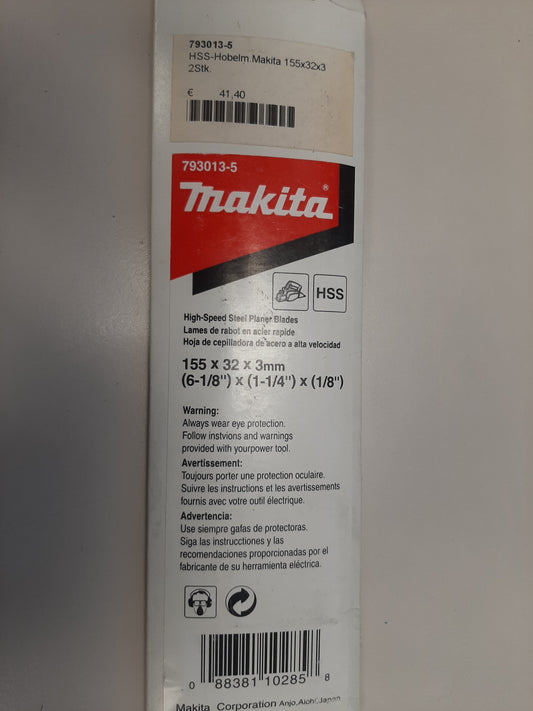 793013-5
HSS-Hobelm.Makita 155x32x3
2Stk.
€ 41,40
793013-5
makita®
HSS
High-Speed Steel Planer Blades
Lames de rabot en acier rapide
Hoja de cepilladora de acero a alta velocidad
155 x 32 x 3mm
(6-1/8") x (1-1/4") x (1/8")
Warning:
Always wear eye protection.
Follow instvions and warnings
provided with yourpower tool.
Avertissement:
Toujours porter une protection oculaire.
Suivre les instructions et les avertissements
fournis avec votre outil électrique.
Advertencia:
Use siempre gafas de protectoras.
Siga las instrucctiones y las
recomendaciones proporcionadas por el
fabricante de su herramienta eléctrica.
0 88381 10285 8
Makita Corporation Anjo,Aichi,Japan